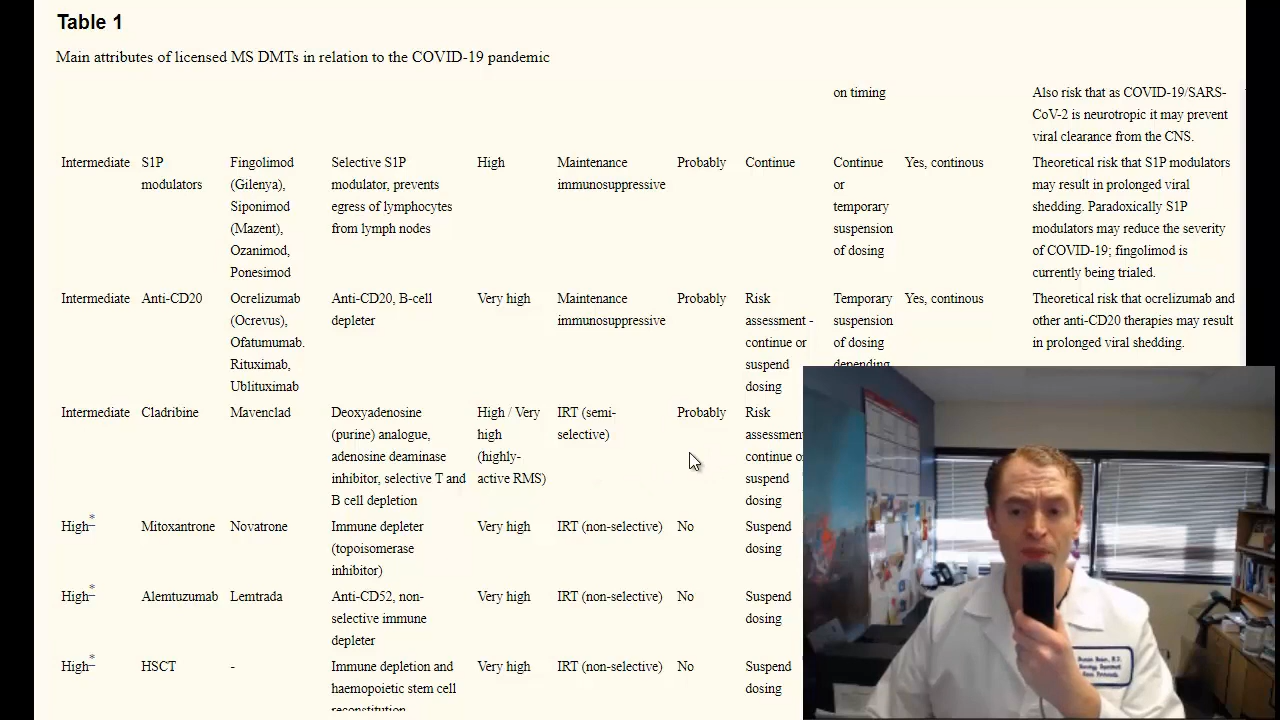 Table 1
Main attributes of licensed MS DMTs in relation to the COVID-19 pandemic
on timing
Also risk that as COVID-19/SARS-
CoV-2 is neurotropic it may prevent
viral clearance from the CNS.
Intermediate
S1P
modulators
Fingolimod
(Gilenya),
Siponimod
(Mazent),
Ozanimod,
Ponesimod
Selective S1P
modulator, prevents
egress of lymphocytes
from lymph nodes
High
Maintenance
immunosuppressive
Probably
Continue
Continue
or
temporary
suspension
of dosing
Yes, continous
Theoretical risk that S1P modulators
may result in prolonged viral
shedding. Paradoxically S1P
modulators may reduce the severity
of COVID-19; fingolimod is
currently being trialed.
Intermediate
Anti-CD20
Ocrelizumab
(Ocrevus),
Ofatumumab.
Rituximab,
Ublituximab
Anti-CD20, B-cell
depleter
Very high
Maintenance
immunosuppressive
Probably
Risk
assessment -
continue or
suspend
dosing
Temporary
suspension
of dosing
depending
Yes, continous
Theoretical risk that ocrelizumab and
other anti-CD20 therapies may result
in prolonged viral shedding.
Intermediate
Cladribine
Mavenclad
Deoxyadenosine
(purine) analogue,
adenosine deaminase
inhibitor, selective T and
B cell depletion
High / Very
high
(highly-
active RMS)
IRT (semi-
selective)
Probably
Risk
assessment
continue o
suspend
dosing
High*
Mitoxantrone
Novatrone
Immune depleter
(topoisomerase
inhibitor)
Very high
IRT (non-selective)
No
Suspend
dosing
High*
Alemtuzumab
Lemtrada
Anti-CD52, non-
selective immune
depleter
Very high
IRT (non-selective)
No
Suspend
dosing
High*
HSCT
-
Immune depletion and
haemopoietic stem cell
reconstitution
Very high
IRT (non-selective)
No
Suspend
dosing